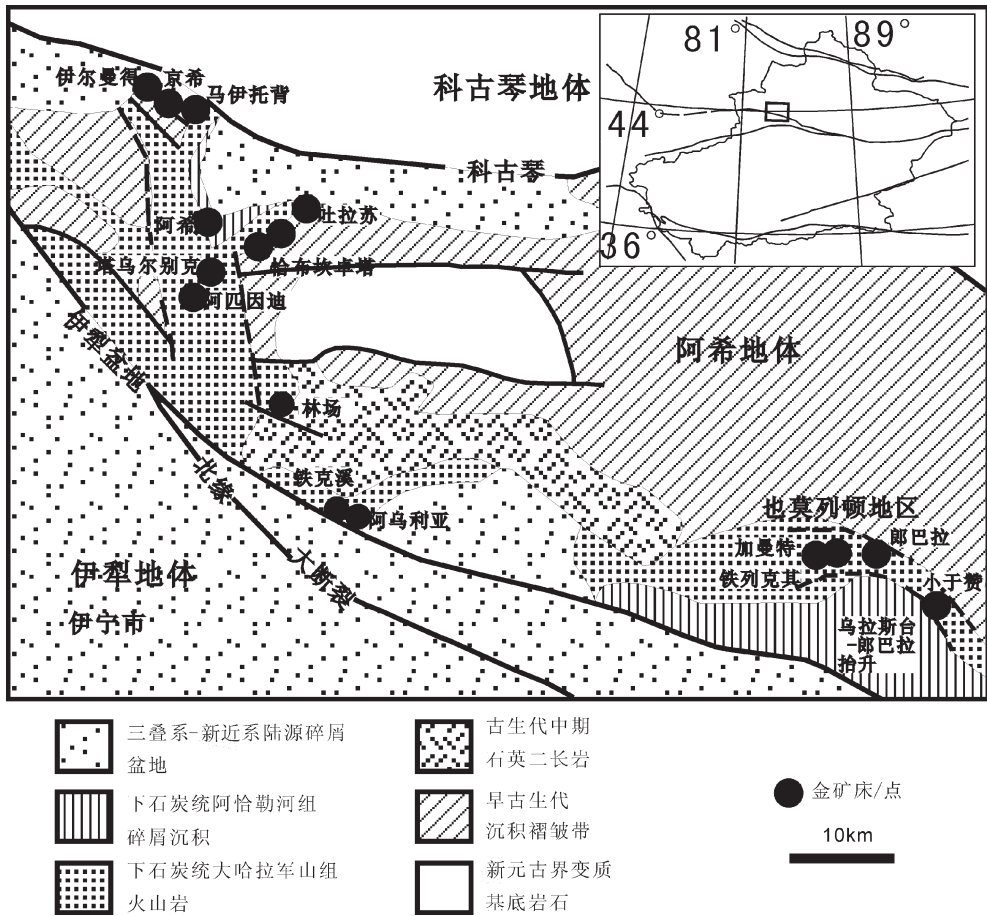 伊尔曼得
京希
马伊托背
科古琴地体
科古琴
81°
89°
44
36°
阿希
吐拉苏
塔乌尔别克
恰布坎卓塔
阿匹因迪
伊犁盆地
北缘
大断裂
阿希地体
林场
铁克溪
阿乌利亚
也莫列顿地区
加曼特
郎巴拉
铁列克其
小于赞
乌拉斯台
-郎巴拉
抬升
伊犁地体
伊宁市
三叠系-新近系陆源碎屑
盆地
下石炭统阿恰勒河组
碎屑沉积
下石炭统大哈拉军山组
火山岩
古生代中期
石英二长岩
早古生代
沉积褶皱带
新元古界变质
基底岩石
金矿床/点
10km